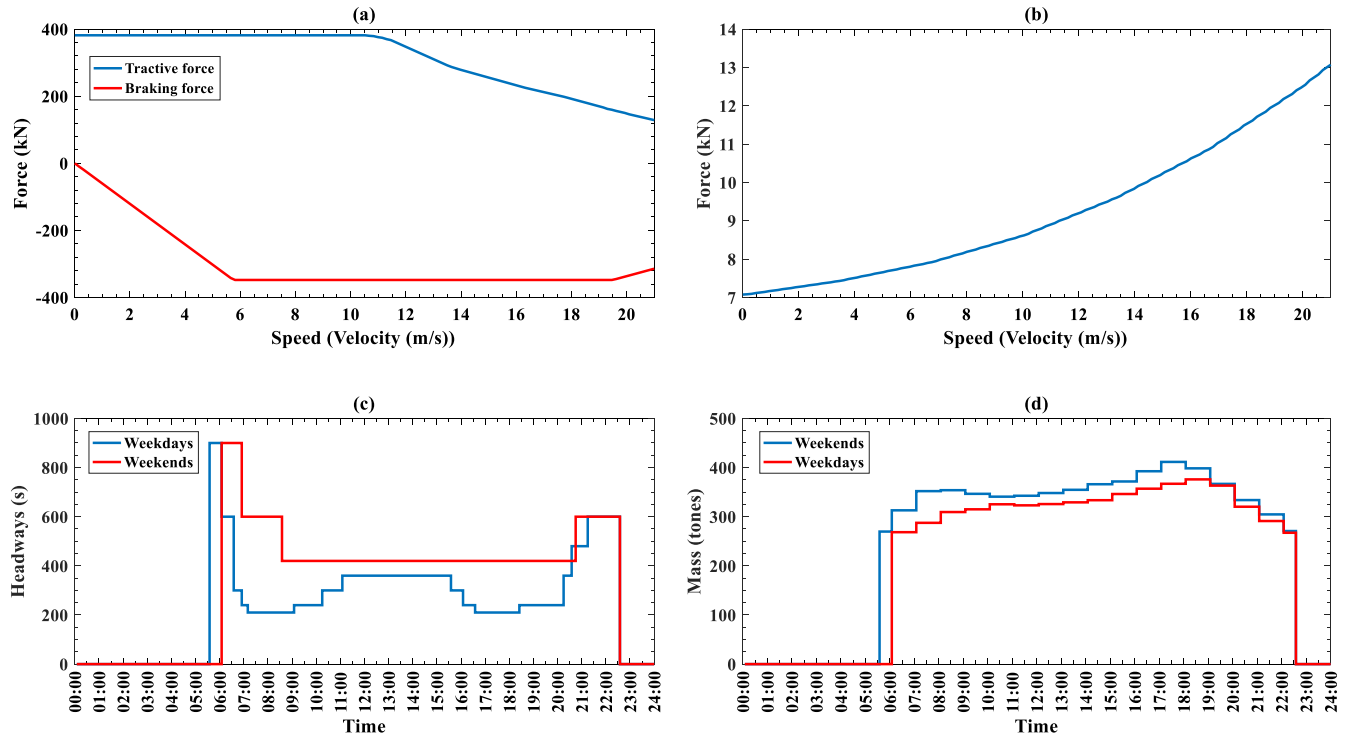 (a)
400
200
0
-200
-400
Force (kN)
Tractive force
Braking force
0 2 4 6 8 10 12 14 16 18 20
Speed (Velocity (m/s))
(b)
14
13
12
11
10
9
8
7
Force (kN)
0 2 4 6 8 10 12 14 16 18 20
Speed (Velocity (m/s))
(c)
1000
800
600
400
200
0
Headways (s)
Weekdays
Weekends
00:00 01:00 02:00 03:00 04:00 05:00 06:00 07:00 08:00 09:00 10:00 11:00 12:00 13:00 14:00 15:00 16:00 17:00 18:00 19:00 20:00 21:00 22:00 23:00 24:00
Time
(d)
500
400
300
200
100
0
Mass (tones)
Weekends
Weekdays
00:00 01:00 02:00 03:00 04:00 05:00 06:00 07:00 08:00 09:00 10:00 11:00 12:00 13:00 14:00 15:00 16:00 17:00 18:00 19:00 20:00 21:00 22:00 23:00 24:00
Time